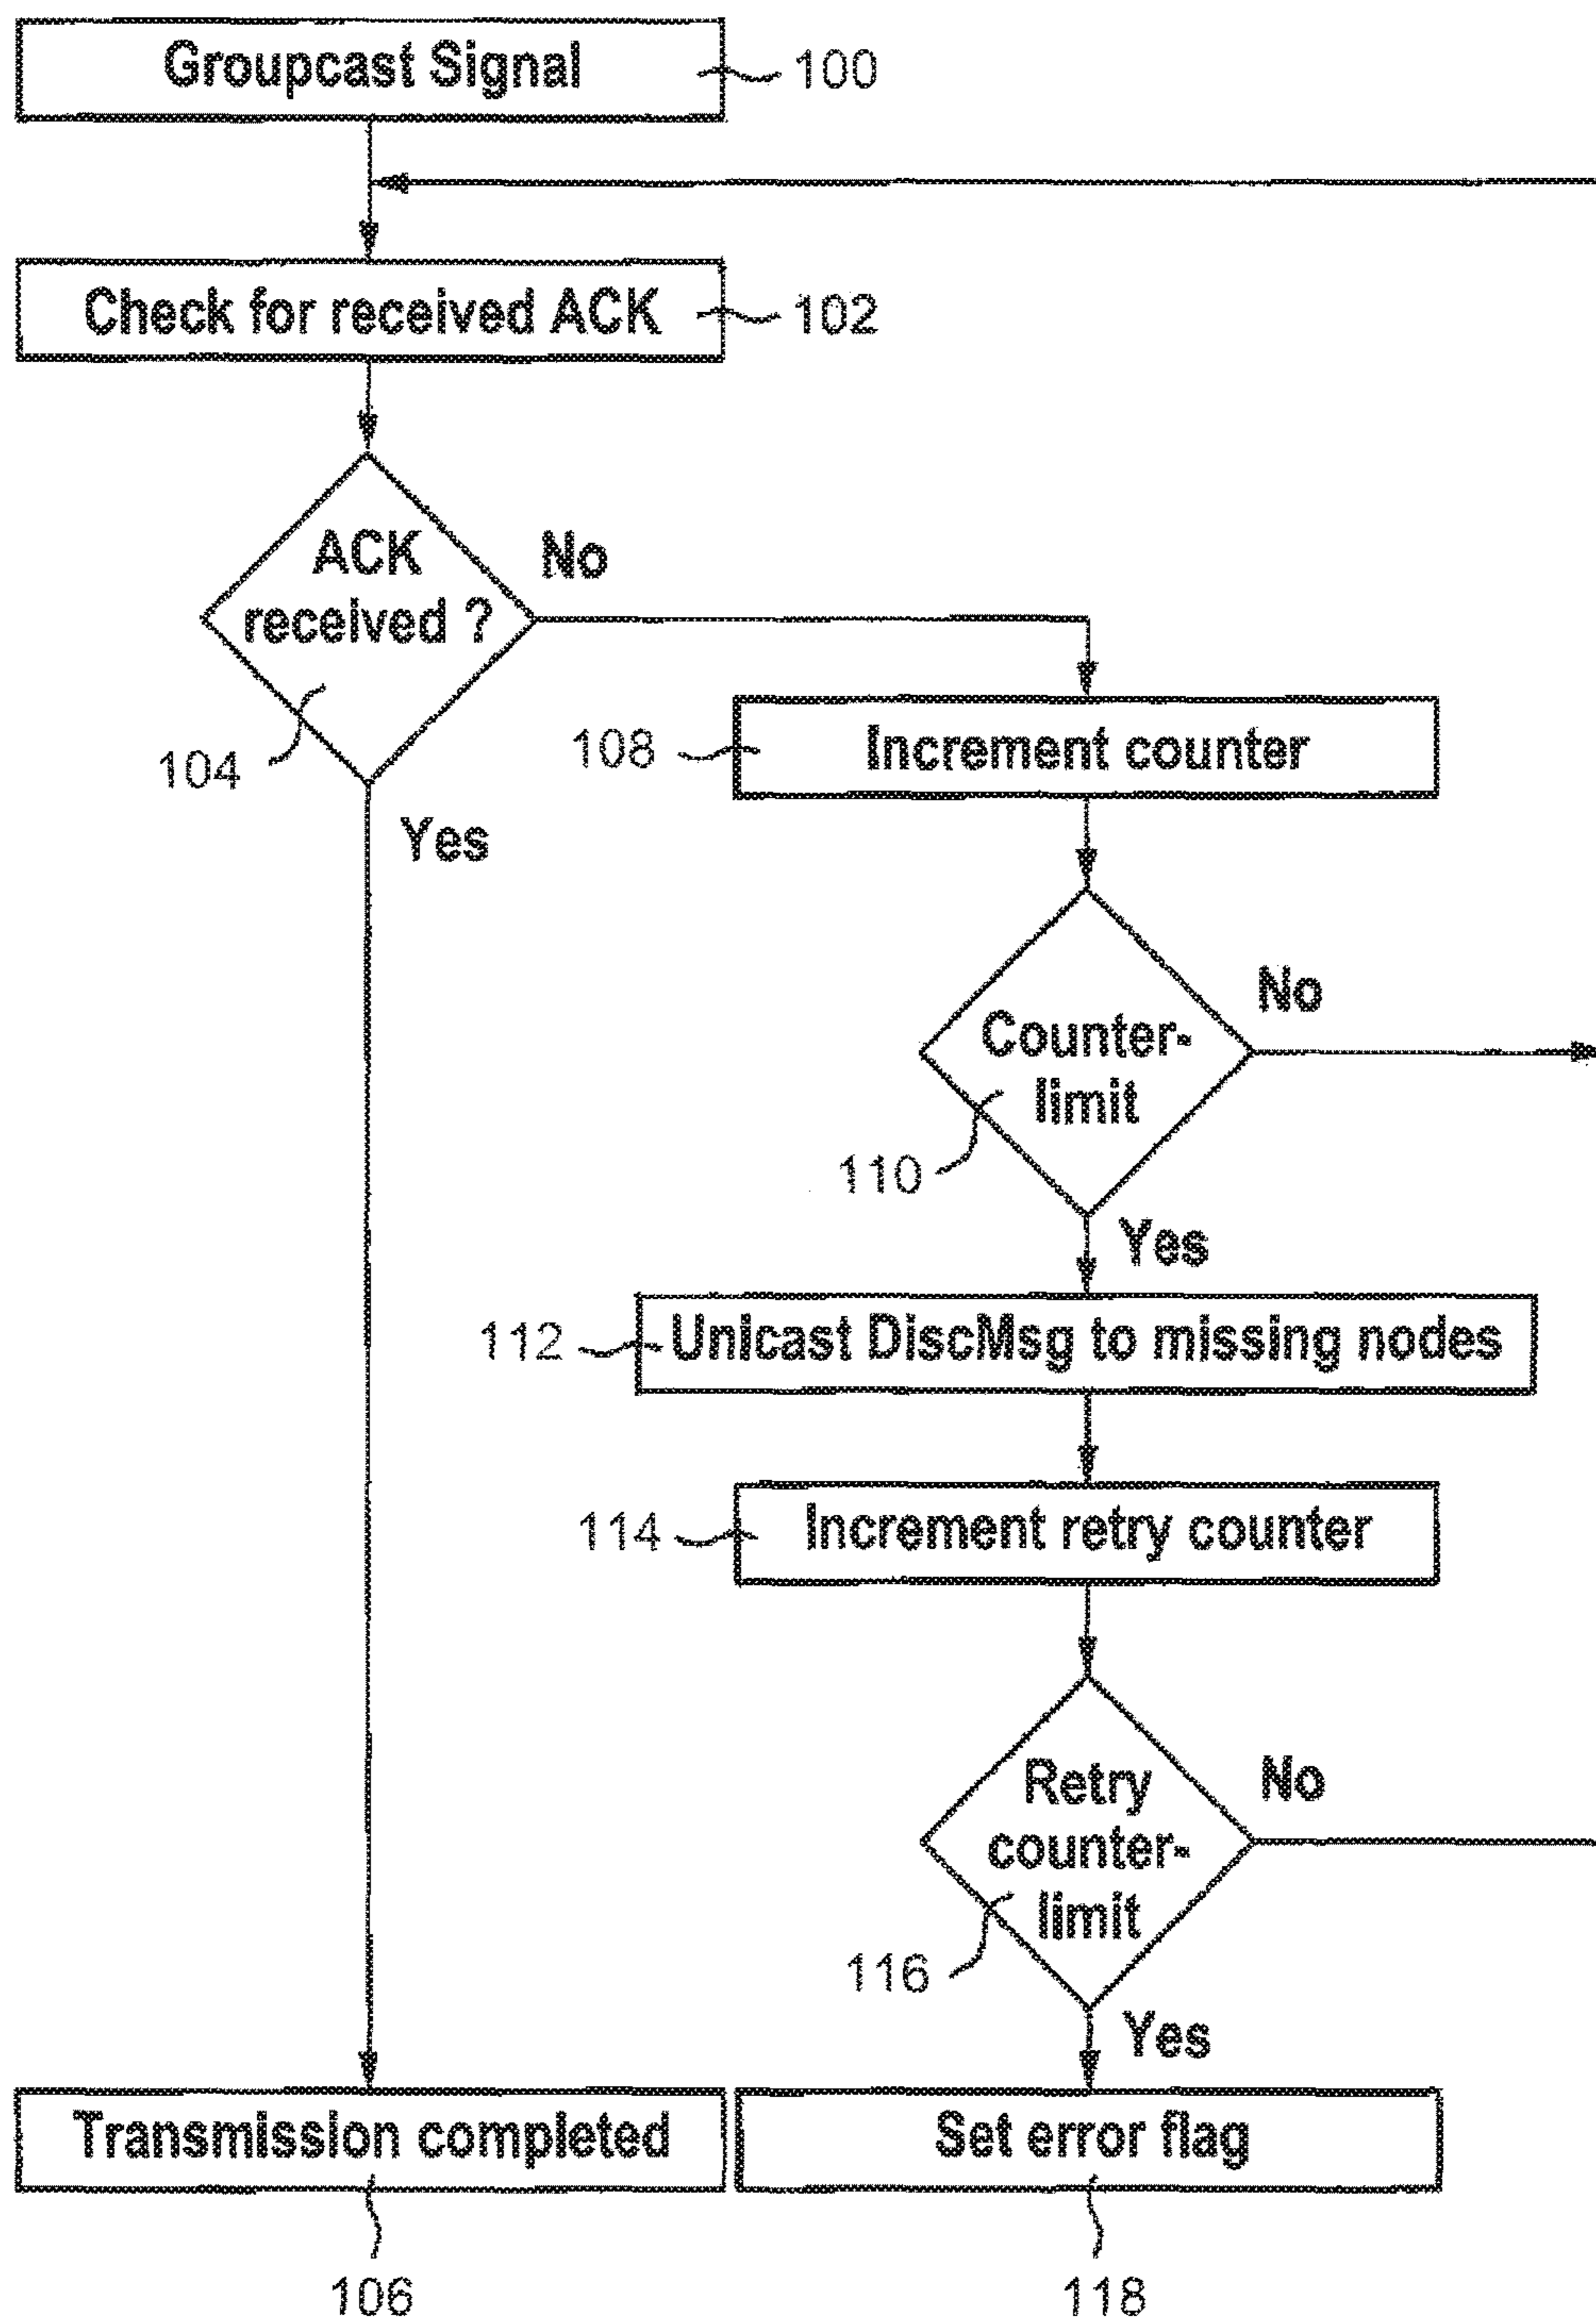 Groupcast Signal
100
Check for received ACK
102
ACK
received ?
No
104
Yes
108
Increment counter
Counter-
limit
No
110
Yes
112
Unicast DiscMsg to missing nodes
114
Increment retry counter
Retry
counter-
limit
No
116
Yes
Transmission completed
Set error flag
106
118